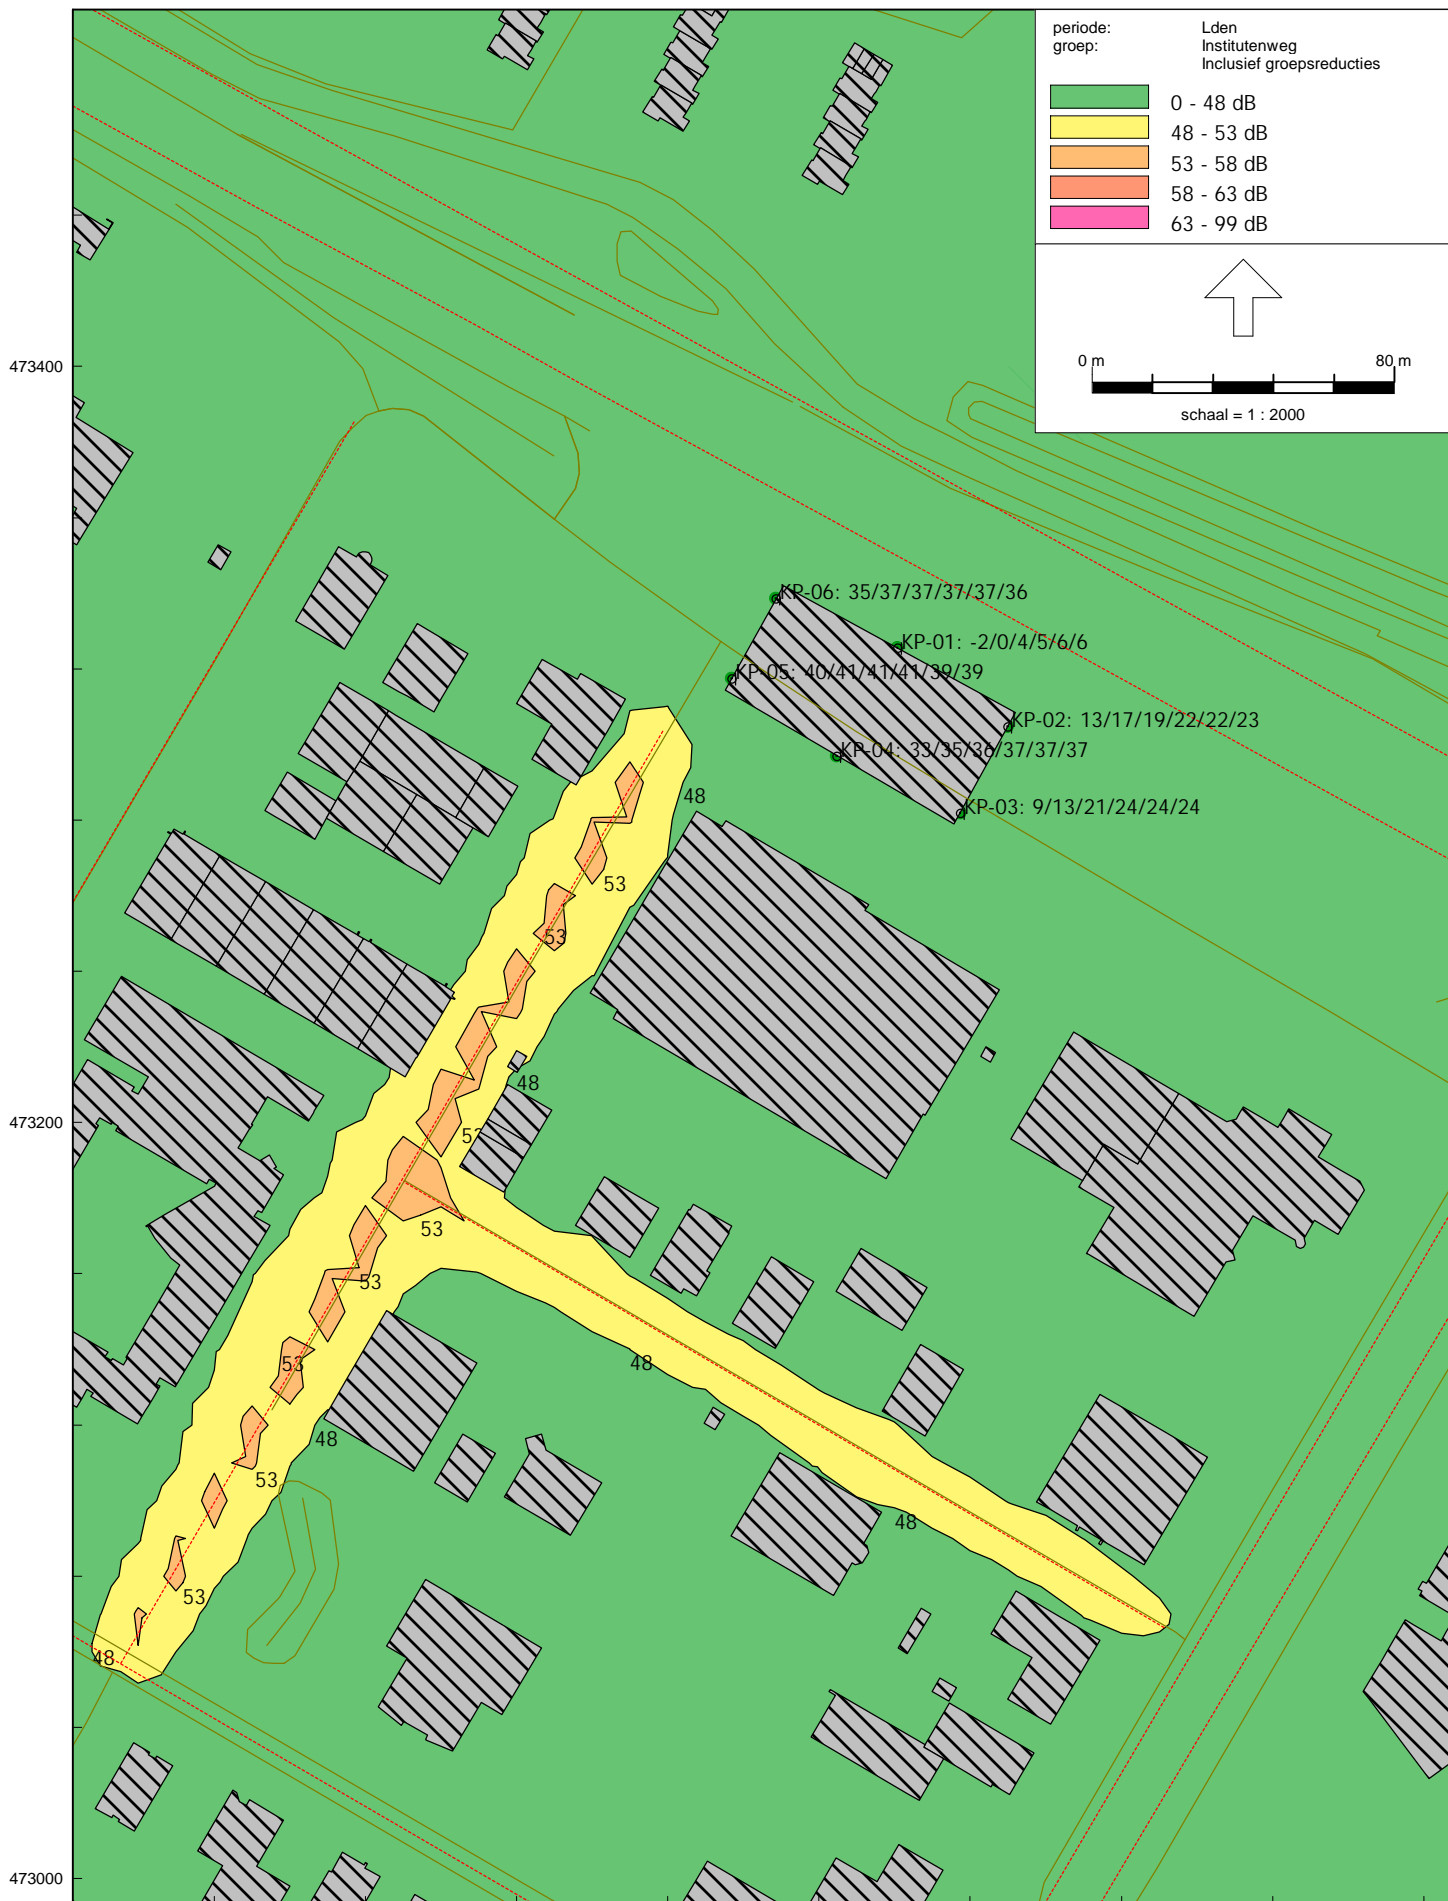 periode: Lden
groep: Institutenweg
Inclusief groepsreducties
0 - 48 dB
48 - 53 dB
53 - 58 dB
58 - 63 dB
63 - 99 dB
0 m 80 m
schaal = 1 : 2000
473400
KP-06: 35/37/37/37/37/36
KP-01: -2/0/4/5/6/6
KP-05: 40/41/41/41/39/39
KP-02: 13/17/19/22/22/23
KP-04: 33/35/36/37/37/37
48
KP-03: 9/13/21/24/24/24
53
53
48
473200
53
53
53
48
53
48
53
48
53
48
473000